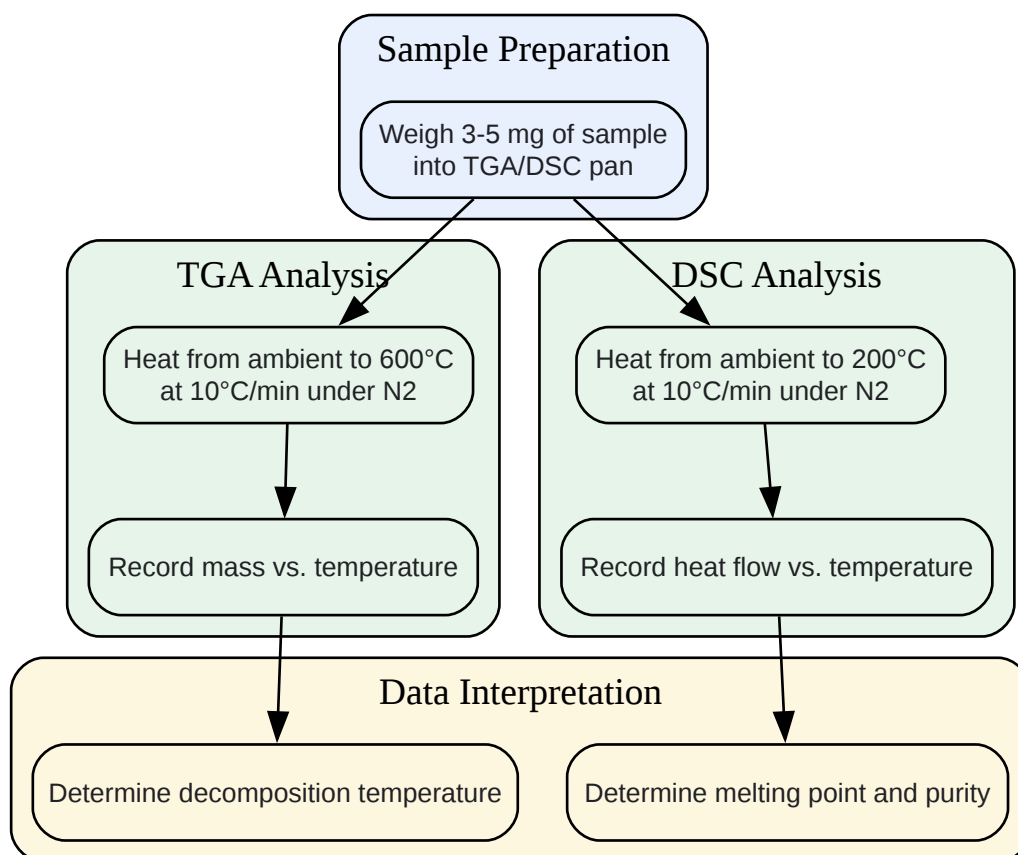 Sample Preparation
Weigh 3-5 mg of sample
into TGA/DSC pan
TGA Analysis
Heat from ambient to 600°C
at 10°C/min under N2
Record mass vs. temperature
DSC Analysis
Heat from ambient to 200°C
at 10°C/min under N2
Record heat flow vs. temperature
Data Interpretation
Determine decomposition temperature
Determine melting point and purity